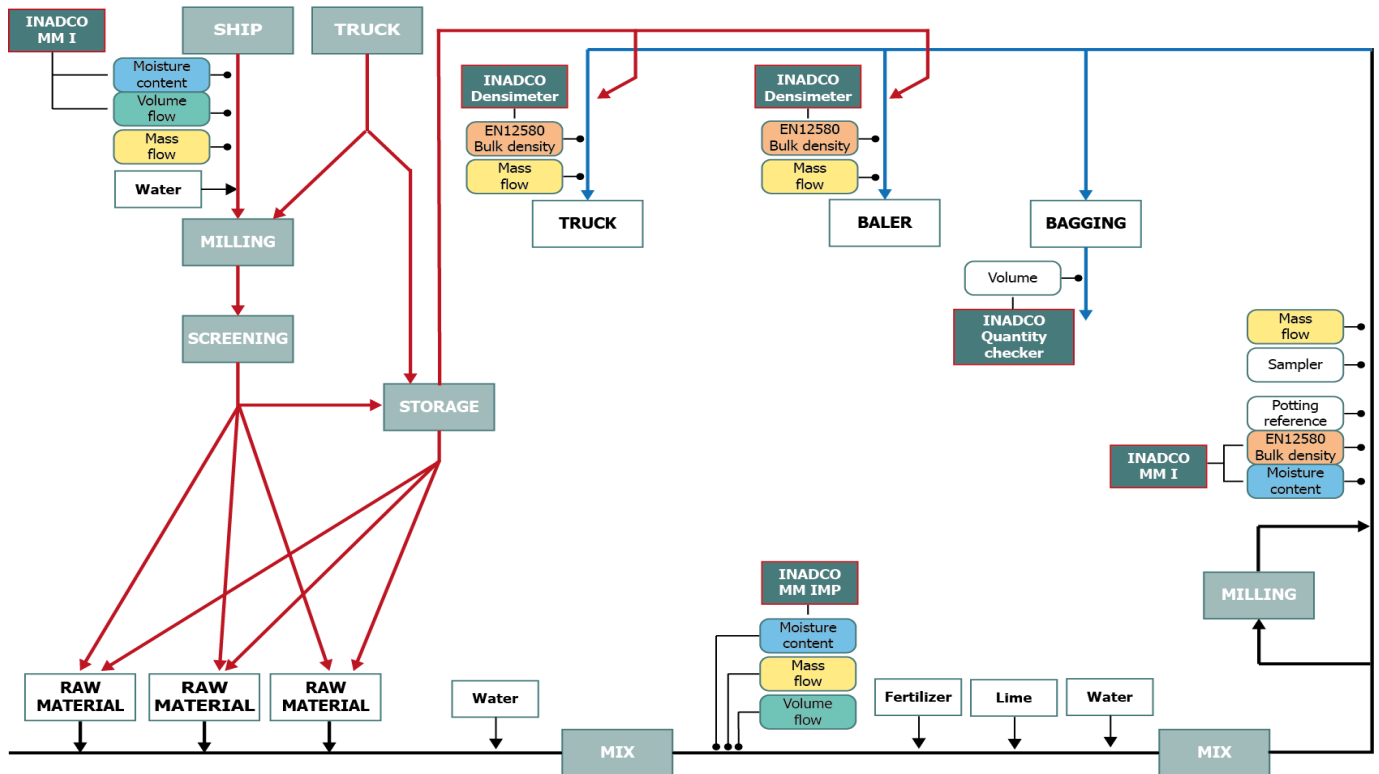 INADCO
MM I
SHIP
TRUCK
Moisture
content
Volume
flow
Mass
flow
Water
MILLING
SCREENING
STORAGE
INADCO
Densimeter
EN12580
Bulk density
Mass
flow
TRUCK
INADCO
Densimeter
EN12580
Bulk density
Mass
flow
BALER
BAGGING
Volume
INADCO
Quantity
checker
Mass
flow
Sampler
Potting
reference
EN12580
Bulk density
Moisture
content
INADCO
MM I
MILLING
INADCO
MM IMP
Moisture
content
Mass
flow
Volume
flow
RAW
MATERIAL
RAW
MATERIAL
RAW
MATERIAL
Water
Fertilizer
Lime
Water
MIX
MIX